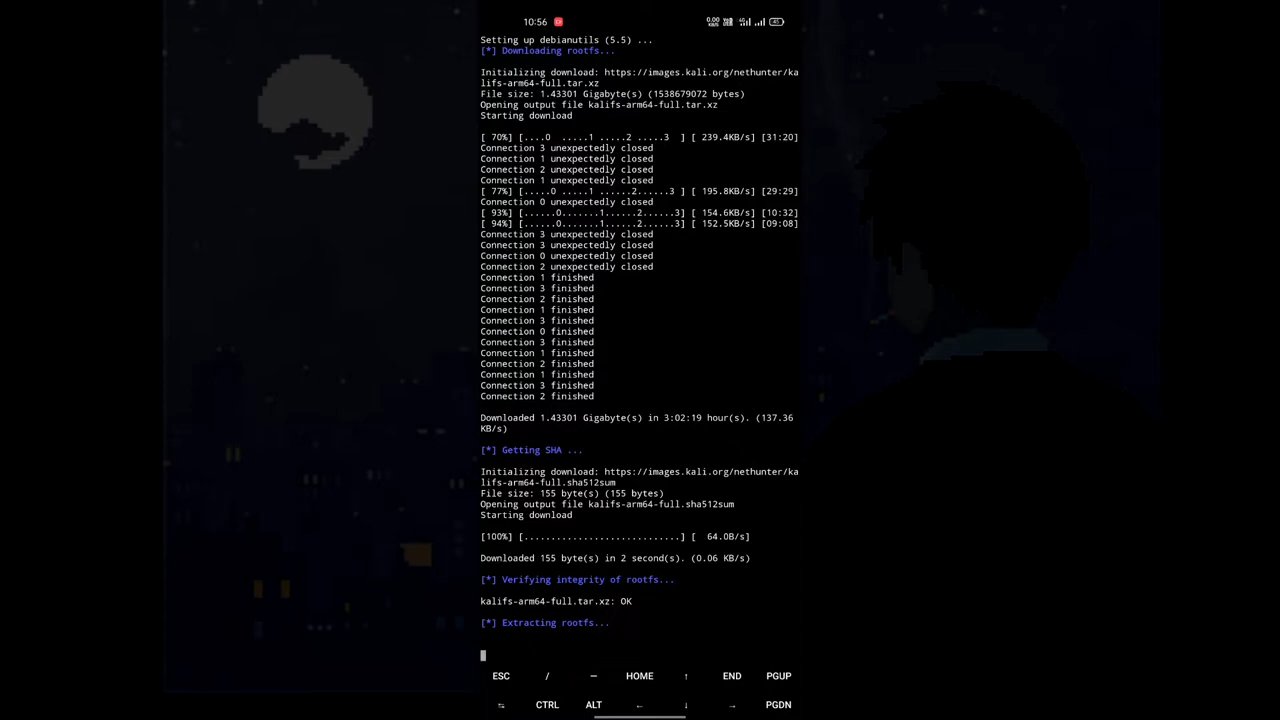 10:56
0.00 KB/s
45
Setting up debianutils (5.5) ...
[*] Downloading rootfs...
Initializing download: https://images.kali.org/nethunter/ka
lifs-arm64-full.tar.xz
File size: 1.43301 Gigabyte(s) (1538679072 bytes)
Opening output file kalifs-arm64-full.tar.xz
Starting download
[ 70%] [....0  .....1 .....2 .....3  ] [ 239.4KB/s] [31:20]
Connection 3 unexpectedly closed
Connection 1 unexpectedly closed
Connection 2 unexpectedly closed
Connection 1 unexpectedly closed
[ 77%] [.....0 .....1 ......2......3 ] [ 195.8KB/s] [29:29]
Connection 0 unexpectedly closed
[ 93%] [......0.......1......2......3] [ 154.6KB/s] [10:32]
[ 94%] [......0.......1......2......3] [ 152.5KB/s] [09:08]
Connection 3 unexpectedly closed
Connection 3 unexpectedly closed
Connection 0 unexpectedly closed
Connection 2 unexpectedly closed
Connection 1 finished
Connection 3 finished
Connection 2 finished
Connection 1 finished
Connection 3 finished
Connection 0 finished
Connection 3 finished
Connection 1 finished
Connection 2 finished
Connection 1 finished
Connection 3 finished
Connection 2 finished
Downloaded 1.43301 Gigabyte(s) in 3:02:19 hour(s). (137.36
KB/s)
[*] Getting SHA ...
Initializing download: https://images.kali.org/nethunter/ka
lifs-arm64-full.sha512sum
File size: 155 byte(s) (155 bytes)
Opening output file kalifs-arm64-full.sha512sum
Starting download
[100%] [.............................] [  64.0B/s]
Downloaded 155 byte(s) in 2 second(s). (0.06 KB/s)
[*] Verifying integrity of rootfs...
kalifs-arm64-full.tar.xz: OK
[*] Extracting rootfs...
ESC / — HOME ↑ END PGUP
↹ CTRL ALT ← ↓ → PGDN